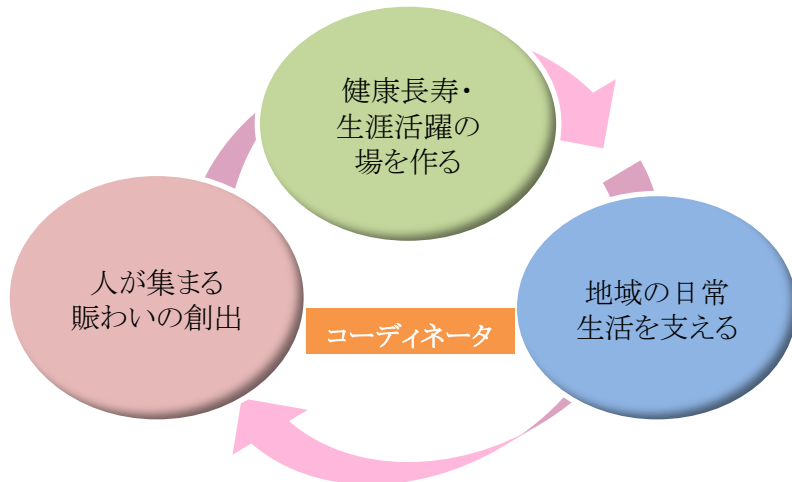 健康長寿・
生涯活躍の
場を作る
人が集まる
賑わいの創出
地域の日常
生活を支える
コーディネータ